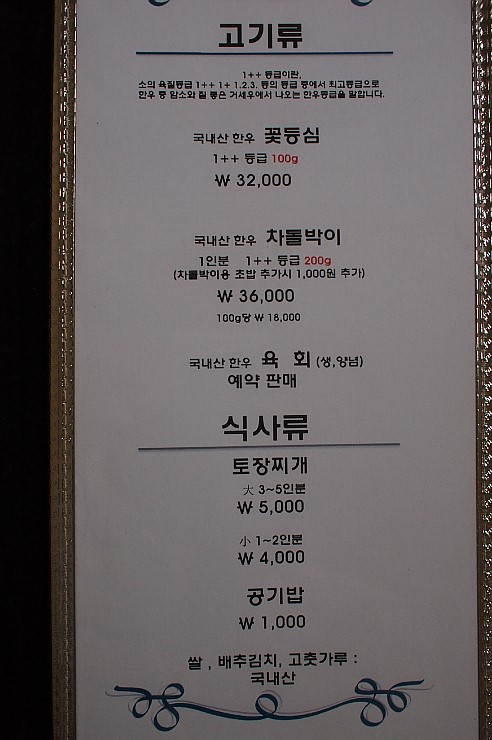 고기류
1++ 등급이란,
소의 육질등급 1++ 1+ 1.2.3. 등의 등급 중에서 최고등급으로
한우 중 암소와 질 좋은 거세우에서 나오는 한우등급을 말합니다.
국내산 한우 꽃등심
1++ 등급 100g
₩ 32,000
국내산 한우 차돌박이
1인분 1++ 등급 200g
(차돌박이용 초밥 추가시 1,000원 추가)
₩ 36,000
100g당 ₩ 18,000
국내산 한우 육 회 (생,양념)
예약 판매
식사류
토장찌개
大 3~5인분
₩ 5,000
小 1~2인분
₩ 4,000
공기밥
₩ 1,000
쌀 , 배추김치, 고춧가루 :
국내산